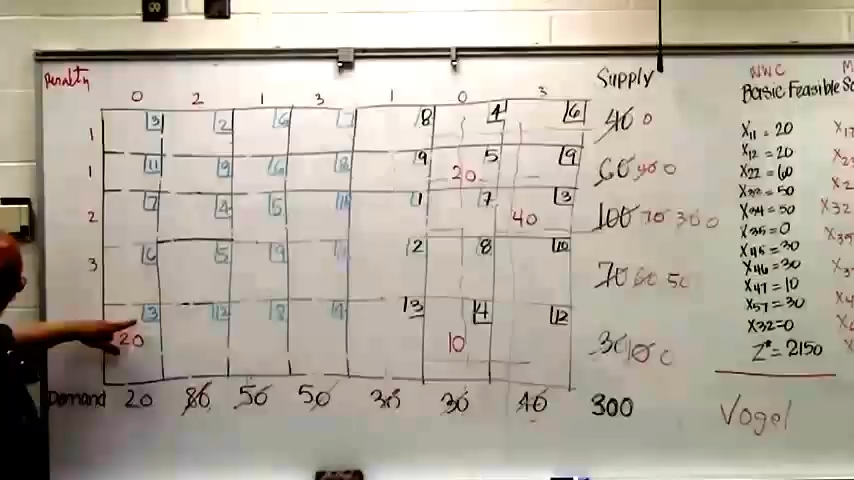 Penalty
0 2 1 3 1 0 3 Supply
1 3 2 6 7 8 4 6 40 0
1 11 9 6 8 9 5 9 60 40 0
20
2 7 4 5 10 1 7 3 100 70 30 0
40
3 6 5 9 2 8 10 70 60 50
3 12 8 9 13 4 12 30 10 0
20 10
Demand 20 80 50 50 30 30 40 300
NWC
Basic Feasible
X11 = 20
X12 = 20
X22 = 60
X33 = 50
X34 = 50
X35 = 0
X45 = 30
X46 = 30
X47 = 10
X57 = 30
X32=0
Z* = 2150
Vogel